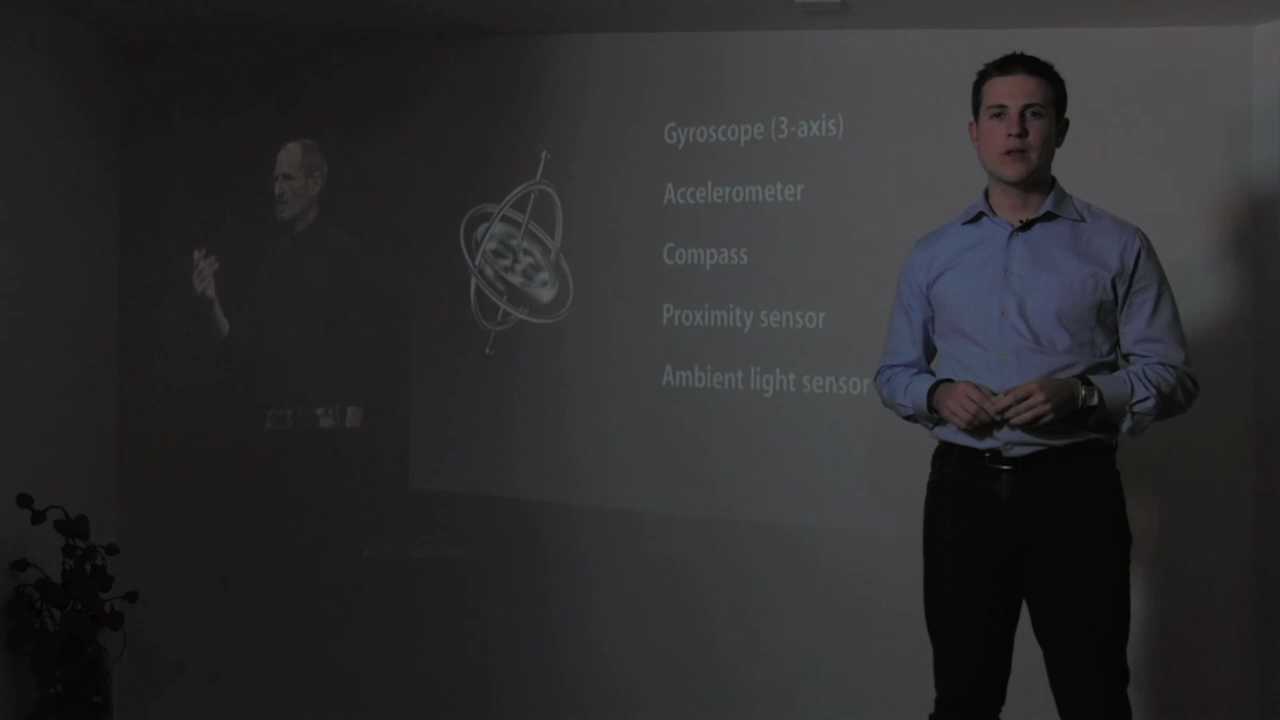 Gyroscope (3-axis)
Accelerometer
Compass
Proximity sensor
Ambient light sensor